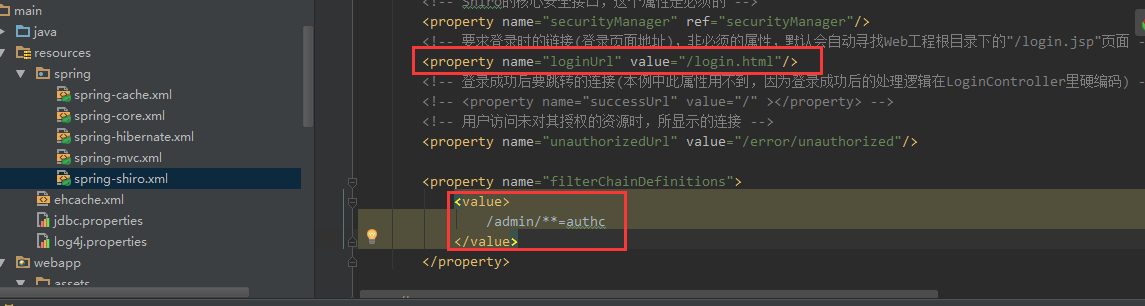 main
java
resources
spring
spring-cache.xml
spring-core.xml
spring-hibernate.xml
spring-mvc.xml
spring-shiro.xml
ehcache.xml
jdbc.properties
log4j.properties
webapp
assets
<!-- Shiro的核心安全接口，这个属性是必须的 -->
<property name="securityManager" ref="securityManager"/>
<!-- 要求登录时的链接(登录页面地址)，非必须的属性，默认会自动寻找Web工程根目录下的"/login.jsp"页面 -
<property name="loginUrl" value="/login.html"/>
<!-- 登录成功后要跳转的连接(本例中此属性用不到，因为登录成功后的处理逻辑在LoginController里硬编码) -
<!-- <property name="successUrl" value="/" ></property> -->
<!-- 用户访问未对其授权的资源时，所显示的连接 -->
<property name="unauthorizedUrl" value="/error/unauthorized"/>
<property name="filterChainDefinitions">
<value>
/admin/**=authc
</value>
</property>